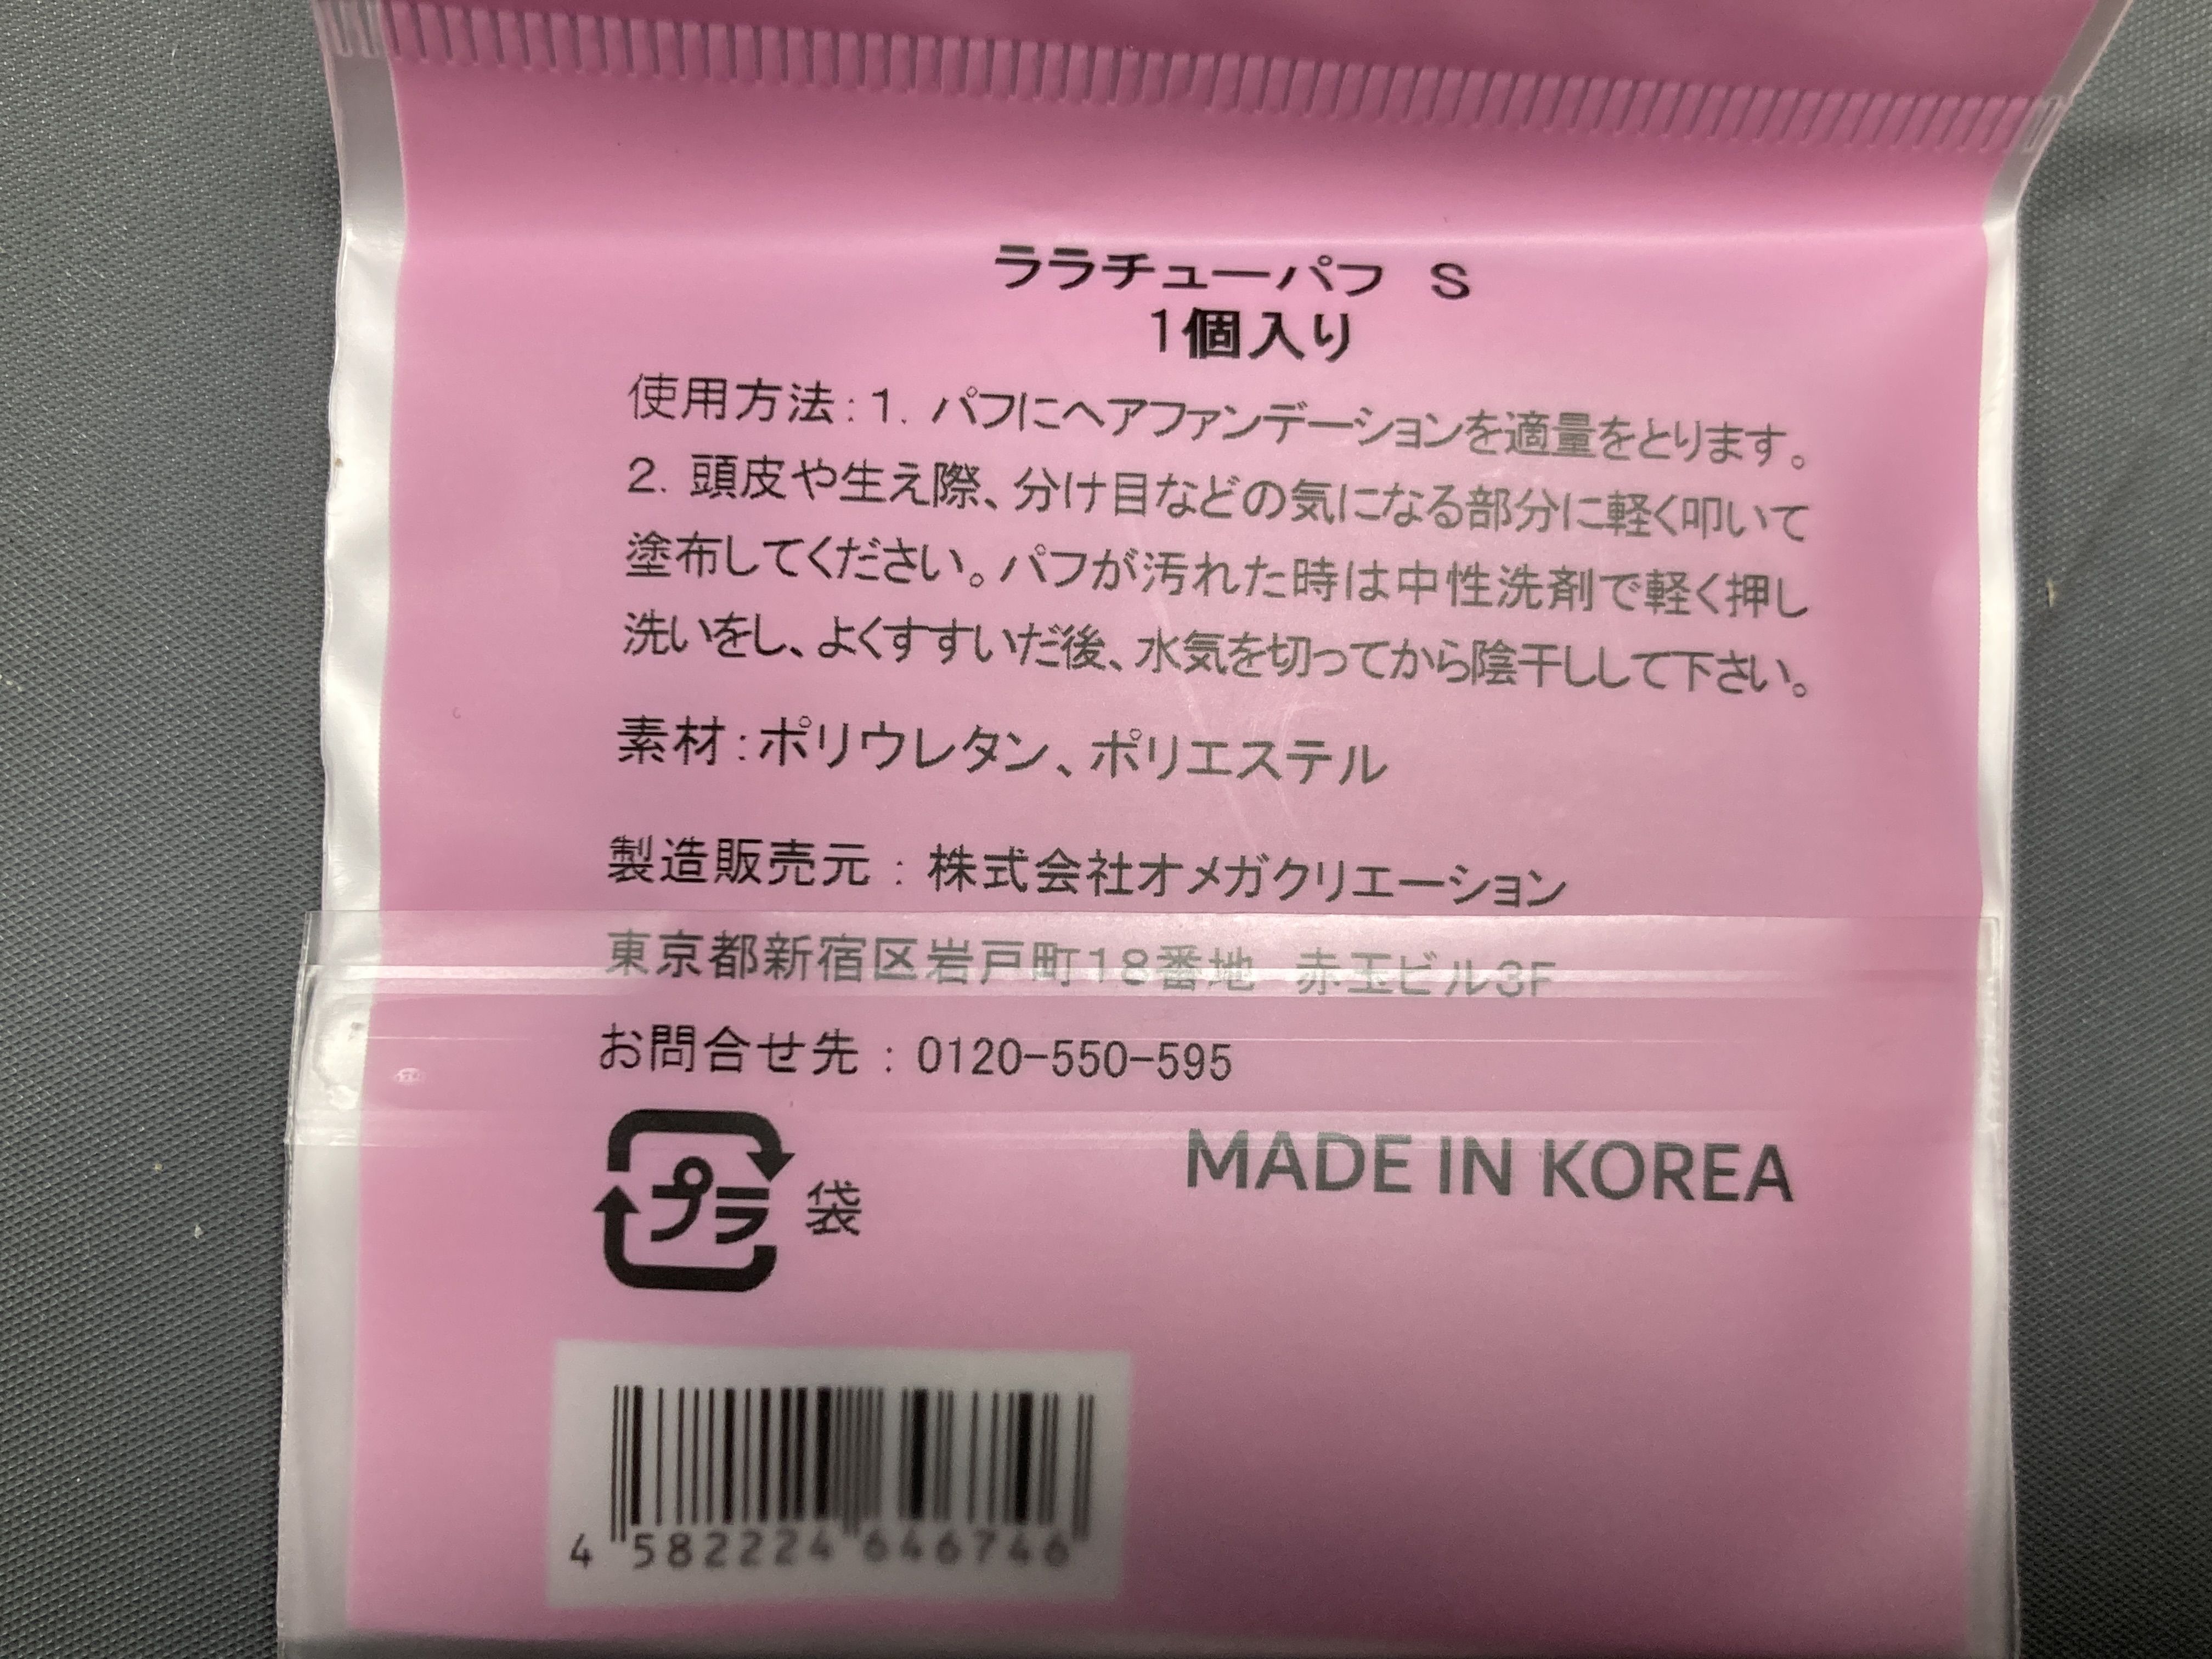 ララチューパフ　S
1個入り
使用方法：1. パフにヘアファンデーションを適量をとります。
2. 頭皮や生え際、分け目などの気になる部分に軽く叩いて
塗布してください。パフが汚れた時は中性洗剤で軽く押し
洗いをし、よくすすいだ後、水気を切ってから陰干しして下さい。
素材：ポリウレタン、ポリエステル
製造販売元：株式会社オメガクリエーション
東京都新宿区岩戸町18番地　赤玉ビル3F
お問合せ先：0120-550-595
プラ 袋
MADE IN KOREA
4 582224 646746